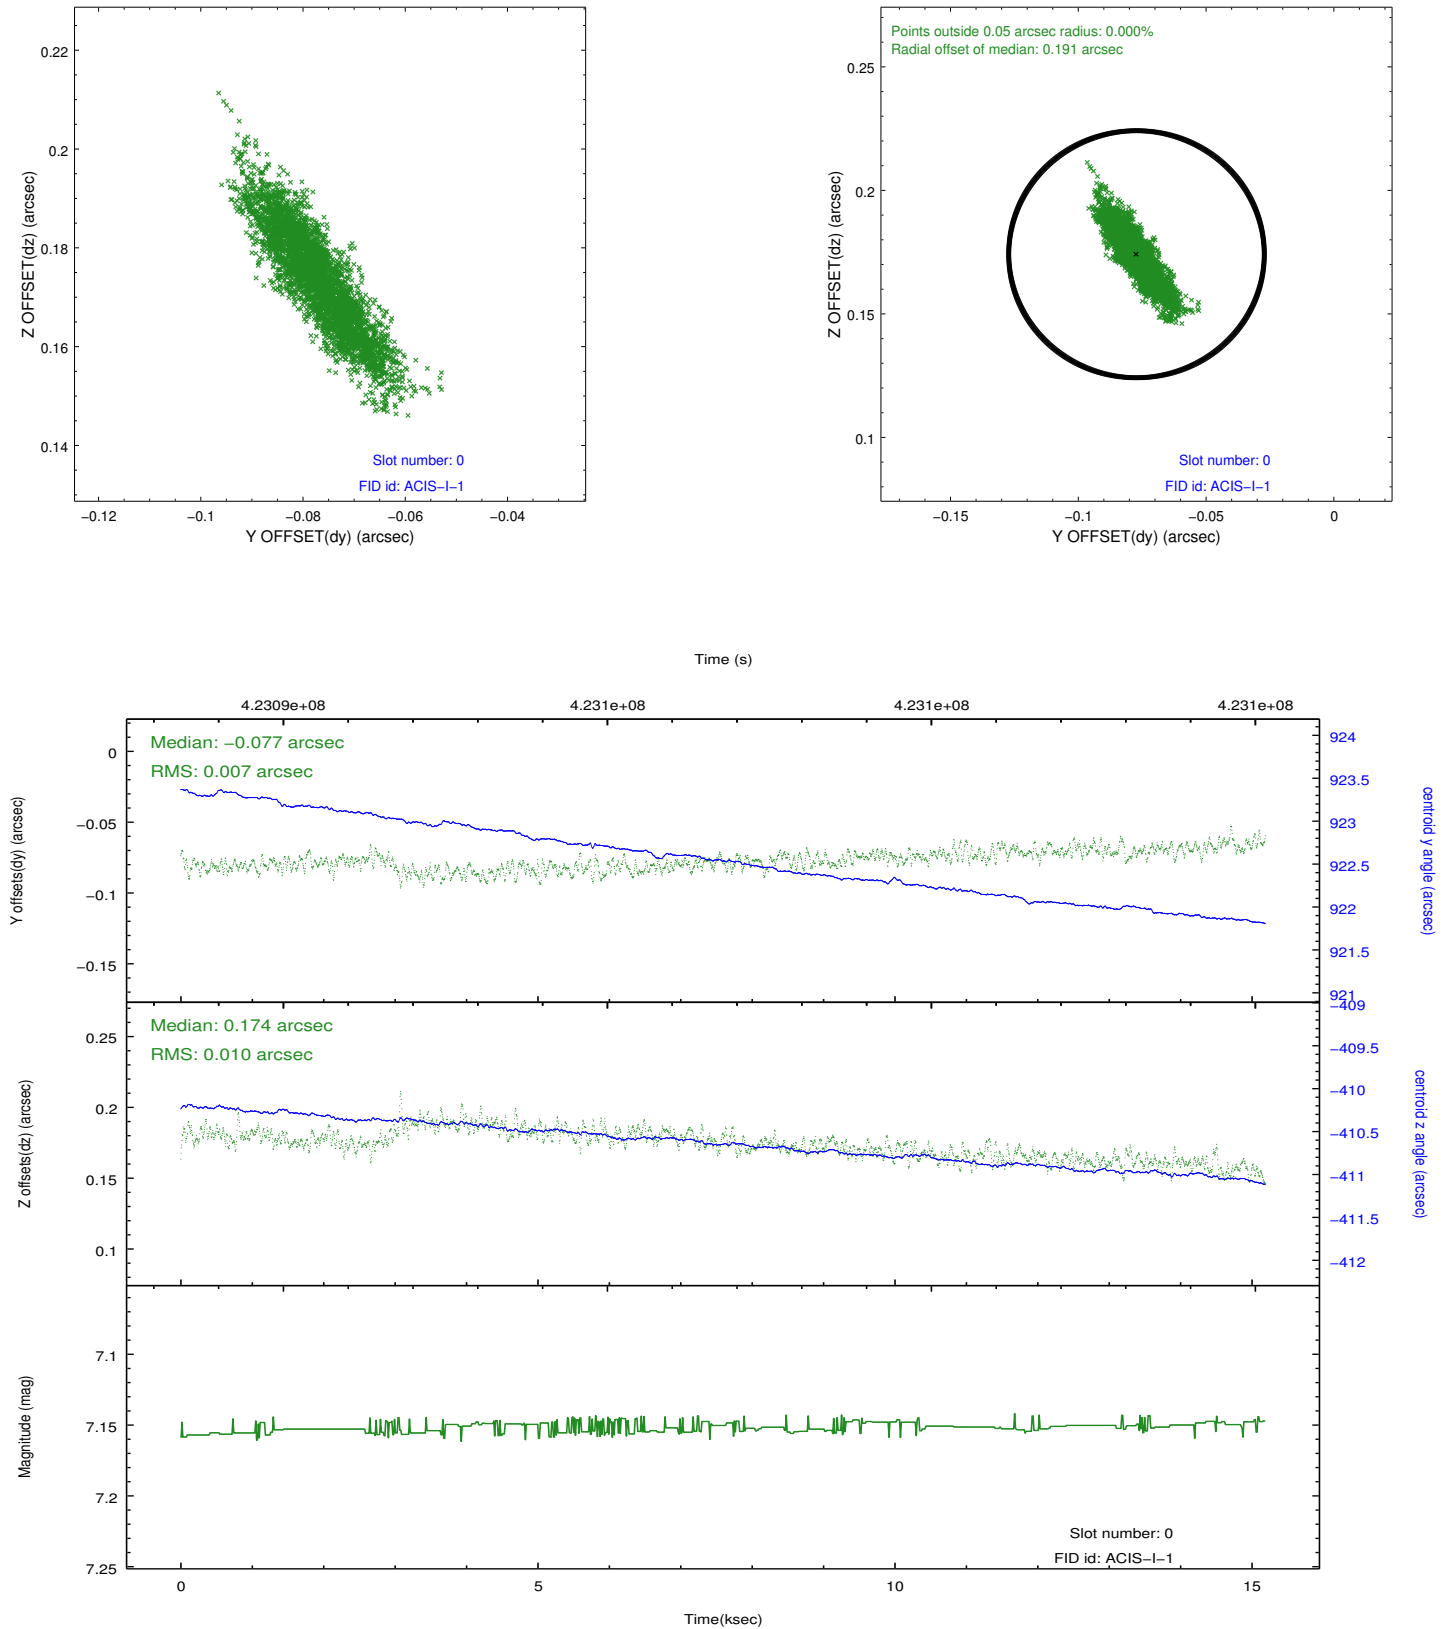 0.22
0.2
0.18
0.16
0.14
Z OFFSET(dz) (arcsec)
Slot number: 0
FID id: ACIS−I−1
−0.12 −0.1 −0.08 −0.06 −0.04
Y OFFSET(dy) (arcsec)
Points outside 0.05 arcsec radius: 0.000%
Radial offset of median: 0.191 arcsec
0.25
0.2
0.15
0.1
Z OFFSET(dz) (arcsec)
Slot number: 0
FID id: ACIS−I−1
−0.15 −0.1 −0.05 0
Y OFFSET(dy) (arcsec)
Time (s)
4.2309e+08 4.231e+08 4.231e+08 4.231e+08
Median: −0.077 arcsec
RMS: 0.007 arcsec
0
−0.05
−0.1
−0.15
Y offsets(dy) (arcsec)
924
923.5
923
922.5
922
921.5
921
centroid y angle (arcsec)
Median: 0.174 arcsec
RMS: 0.010 arcsec
0.25
0.2
0.15
0.1
Z offsets(dz) (arcsec)
−409
−409.5
−410
−410.5
−411
−411.5
−412
centroid z angle (arcsec)
7.1
7.15
7.2
7.25
Magnitude (mag)
Slot number: 0
FID id: ACIS−I−1
0 5 10 15
Time(ksec)